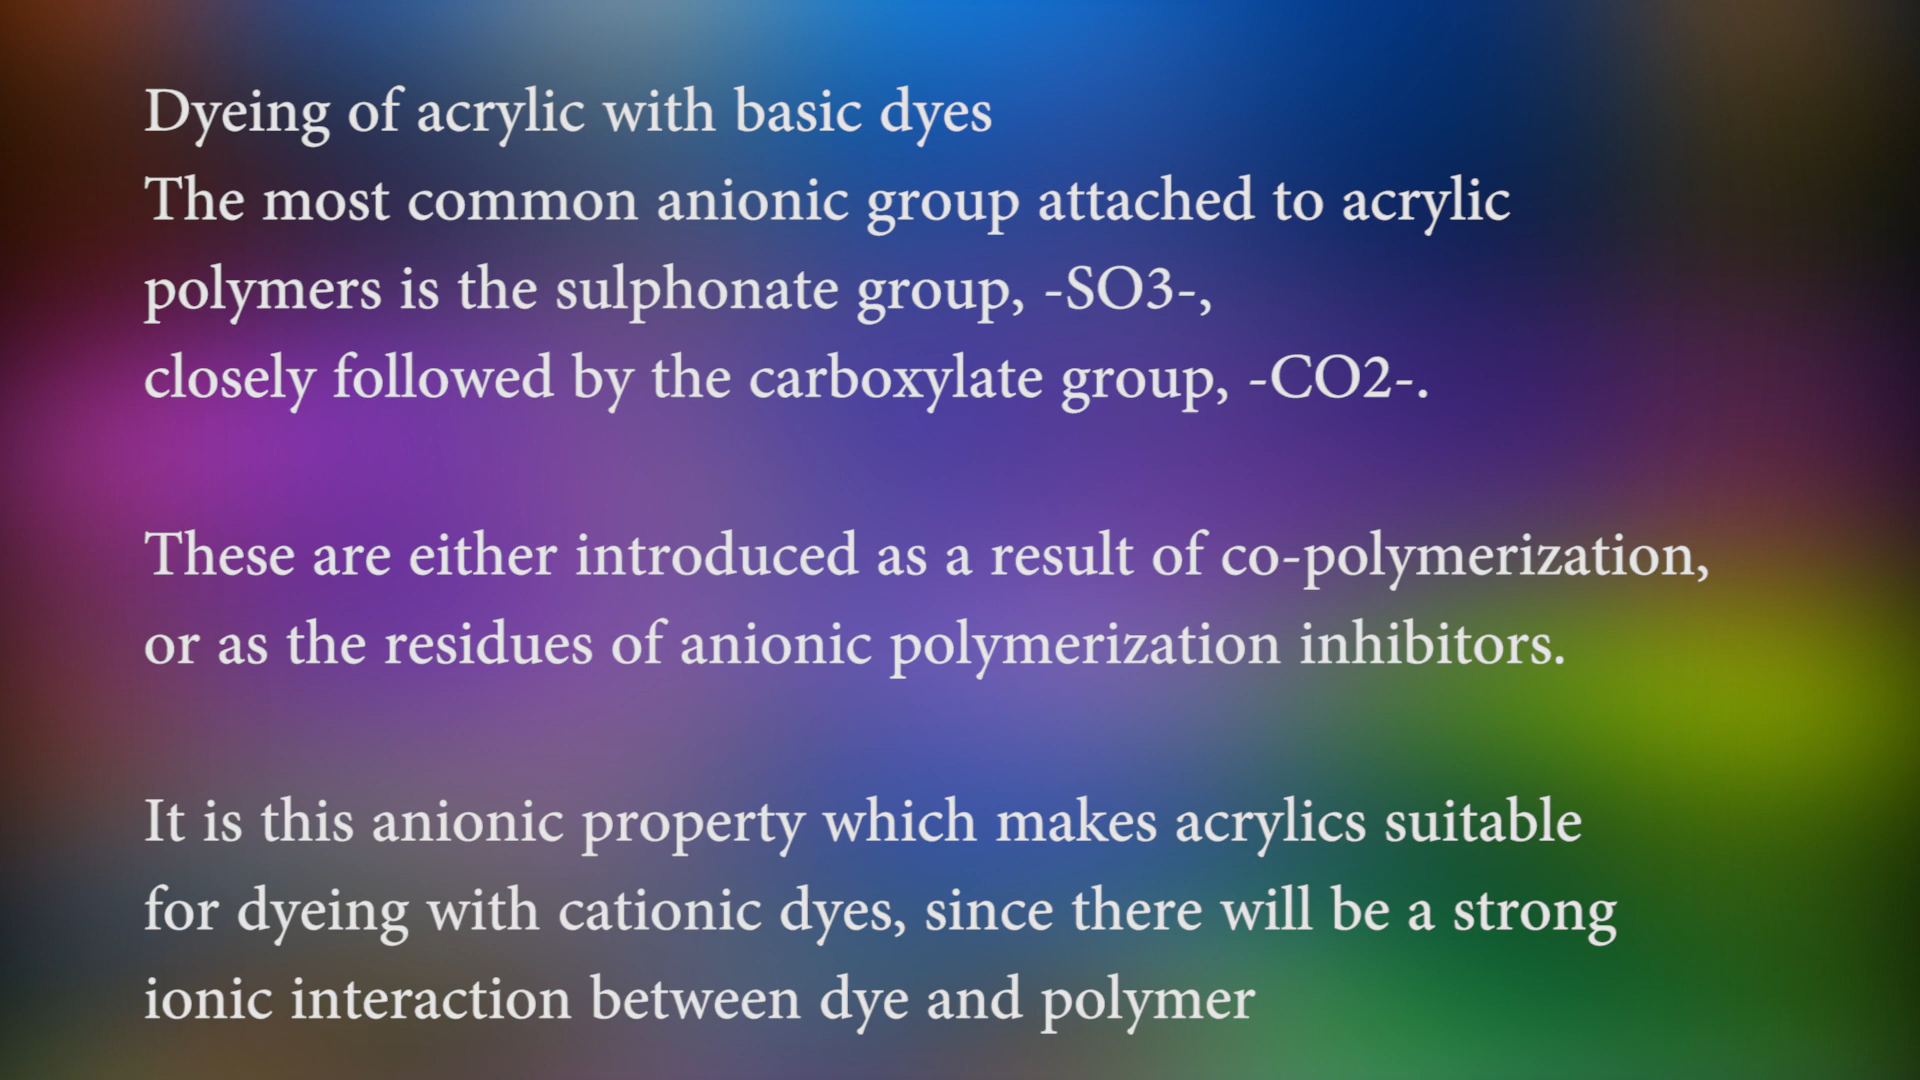 Dyeing of acrylic with basic dyes
The most common anionic group attached to acrylic
polymers is the sulphonate group, -SO3-,
closely followed by the carboxylate group, -CO2-.
These are either introduced as a result of co-polymerization,
or as the residues of anionic polymerization inhibitors.
It is this anionic property which makes acrylics suitable
for dyeing with cationic dyes, since there will be a strong
ionic interaction between dye and polymer